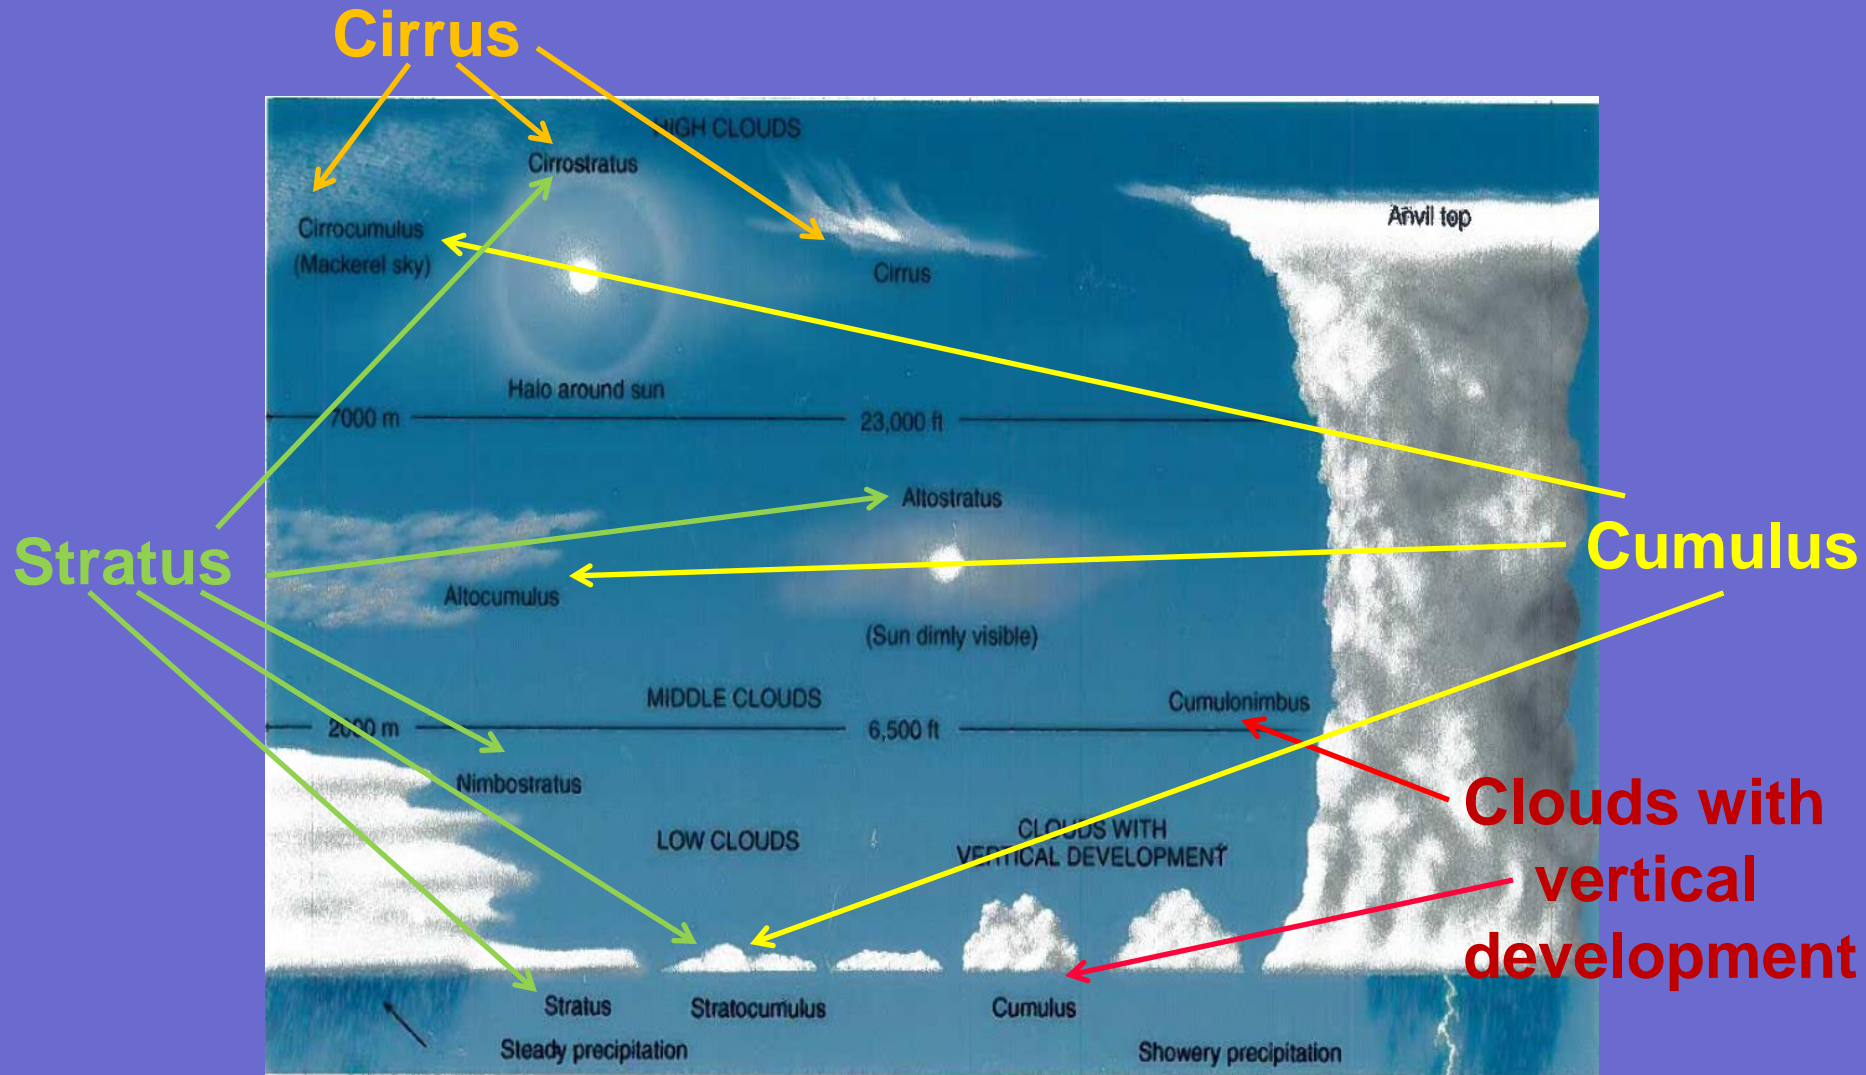 Cirrus
HIGH CLOUDS
Cirrostratus
Anvil top
Cirrocumulus
(Mackerel sky)
Cirrus
Halo around sun
7000 m
23,000 ft
Altostratus
Stratus
Cumulus
Altocumulus
(Sun dimly visible)
MIDDLE CLOUDS
Cumulonimbus
2000 m
6,500 ft
Nimbostratus
Clouds with
vertical
development
LOW CLOUDS
CLOUDS WITH
VERTICAL DEVELOPMENT
Stratus
Stratocumulus
Cumulus
Steady precipitation
Showery precipitation